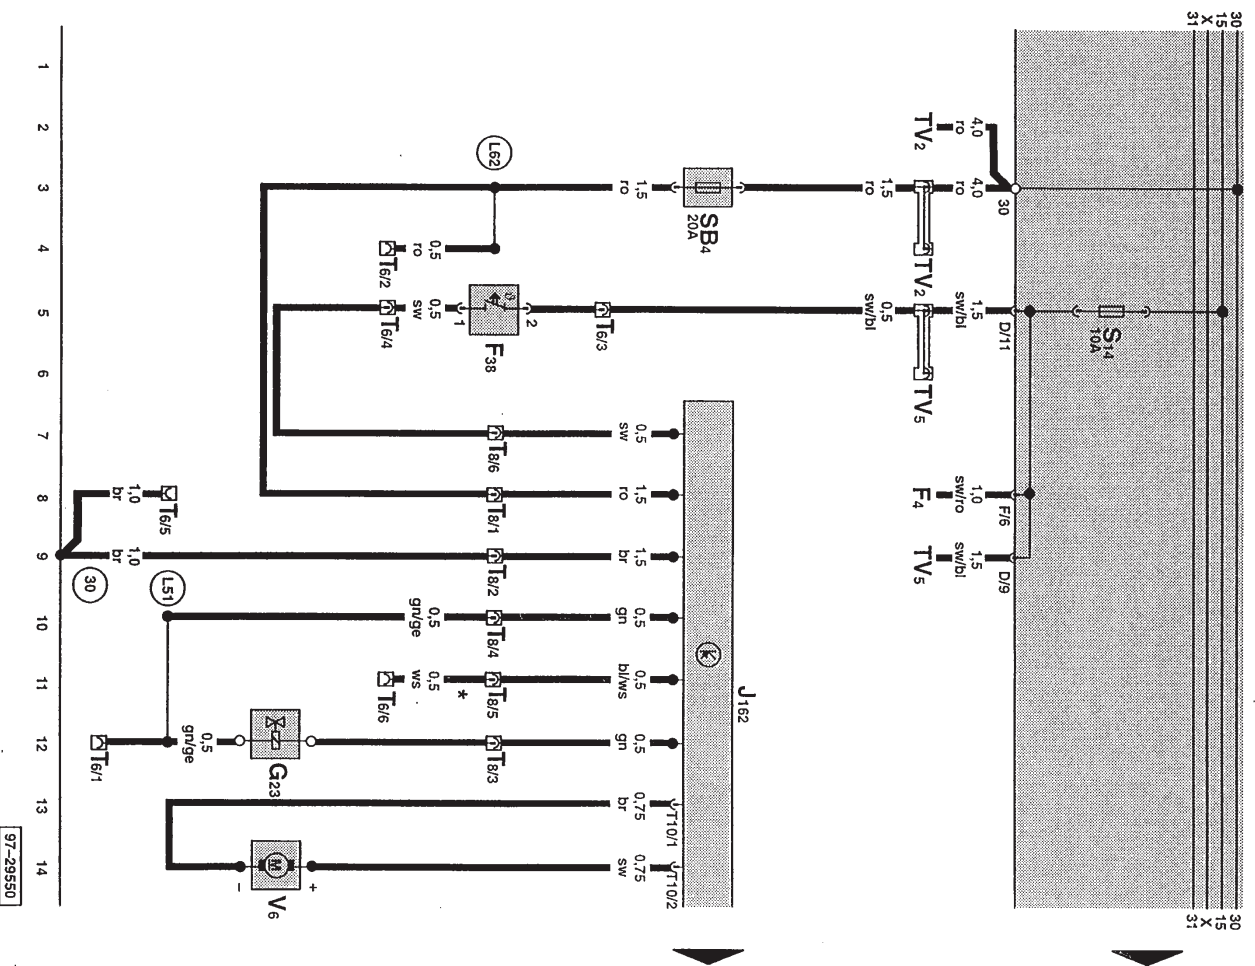 30
15
X
31
30
15
X
31
4,0
ro
TV2
30
4,0
ro
TV2
1,5
ro
SB4
20A
1,5
ro
L62
0,5
ro
T6/2
S14
10A
D/11
1,5
sw/bl
TV5
0,5
sw/bl
T6/3
2
F38
1
0,5
sw
T6/4
F/6
1,0
sw/ro
F4
D/9
1,5
sw/bl
TV5
J162
0,5
sw
T8/6
1,5
ro
T8/1
1,5
br
T8/2
1,0
br
T6/5
1,0
br
30
0,5
gn
T8/4
0,5
gn/ge
L51
0,5
bl/ws
T8/5
*
0,5
ws
T6/6
0,5
gn
T8/3
G23
0,5
gn/ge
T6/1
T10/1
0,75
br
T10/2
0,75
sw
+
M
–
V6
1
2
3
4
5
6
7
8
9
10
11
12
13
14
97–29550